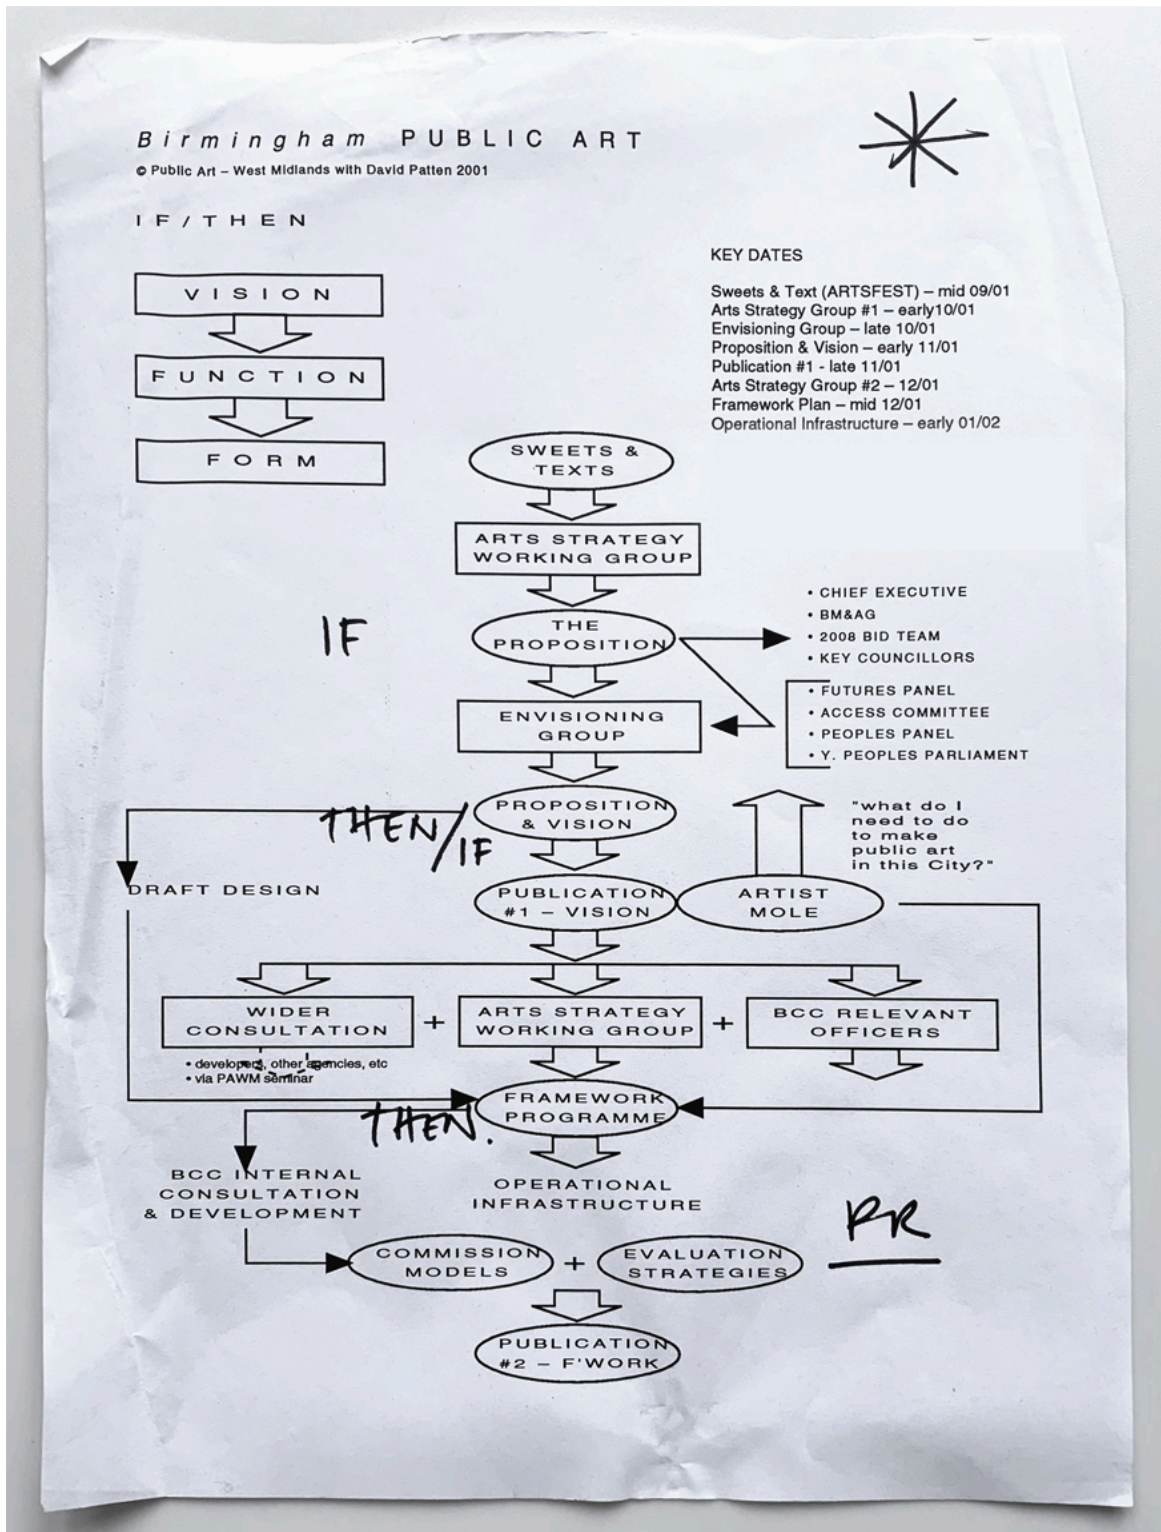 Birmingham PUBLIC ART
© Public Art – West Midlands with David Patten 2001
IF/THEN
VISION
FUNCTION
FORM
KEY DATES
Sweets & Text (ARTSFEST) – mid 09/01
Arts Strategy Group #1 – early10/01
Envisioning Group – late 10/01
Proposition & Vision – early 11/01
Publication #1 - late 11/01
Arts Strategy Group #2 – 12/01
Framework Plan – mid 12/01
Operational Infrastructure – early 01/02
SWEETS &
TEXTS
ARTS STRATEGY
WORKING GROUP
IF
THE
PROPOSITION
• CHIEF EXECUTIVE
• BM&AG
• 2008 BID TEAM
• KEY COUNCILLORS
• FUTURES PANEL
• ACCESS COMMITTEE
• PEOPLES PANEL
• Y. PEOPLES PARLIAMENT
ENVISIONING
GROUP
THEN/IF
PROPOSITION
& VISION
"what do I
need to do
to make
public art
in this City?"
DRAFT DESIGN
PUBLICATION
#1 – VISION
ARTIST
MOLE
WIDER
CONSULTATION
+
ARTS STRATEGY
WORKING GROUP
+
BCC RELEVANT
OFFICERS
• developers, other agencies, etc
• via PAWM seminar
THEN.
FRAMEWORK
PROGRAMME
BCC INTERNAL
CONSULTATION
& DEVELOPMENT
OPERATIONAL
INFRASTRUCTURE
PR
COMMISSION
MODELS
+
EVALUATION
STRATEGIES
PUBLICATION
#2 – F'WORK